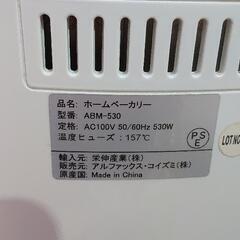 品名: ホームベーカリー
型番: ABM-530
定格: AC100V 50/60Hz 530W
温度ヒューズ: 157℃
PSE
輸入元: 栄伸産業(株)
販売元: アルファックス・コイズミ(株)
原産国: Made in China
LOT NO